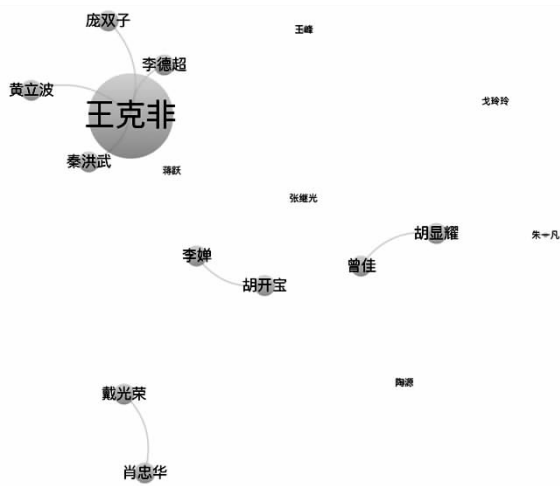 庞双子
王峰
李德超
黄立波
戈玲玲
王克非
秦洪武
蒋跃
张继光
胡显耀
朱一凡
李婵
曾佳
胡开宝
陶源
戴光荣
肖忠华